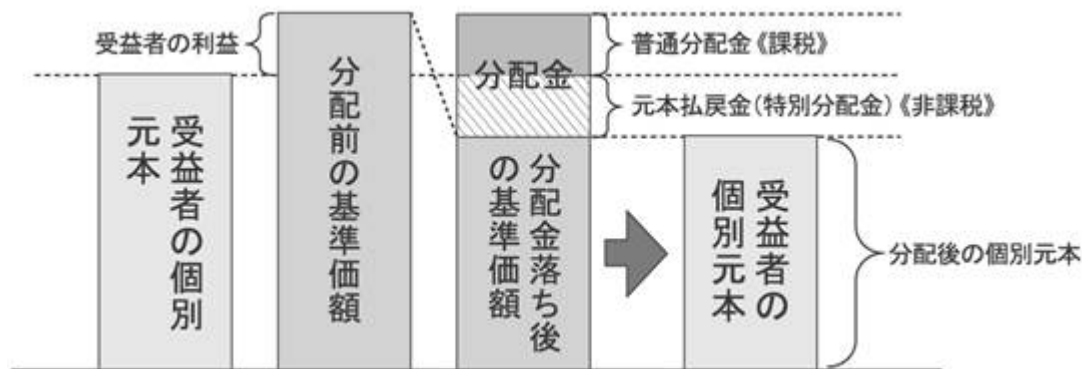 受益者の利益
受益者の個別
元本
分配前の基準価額
分配金
分配金落ち後
の基準価額
普通分配金《課税》
元本払戻金(特別分配金)《非課税》
受益者の
個別元本
分配後の個別元本